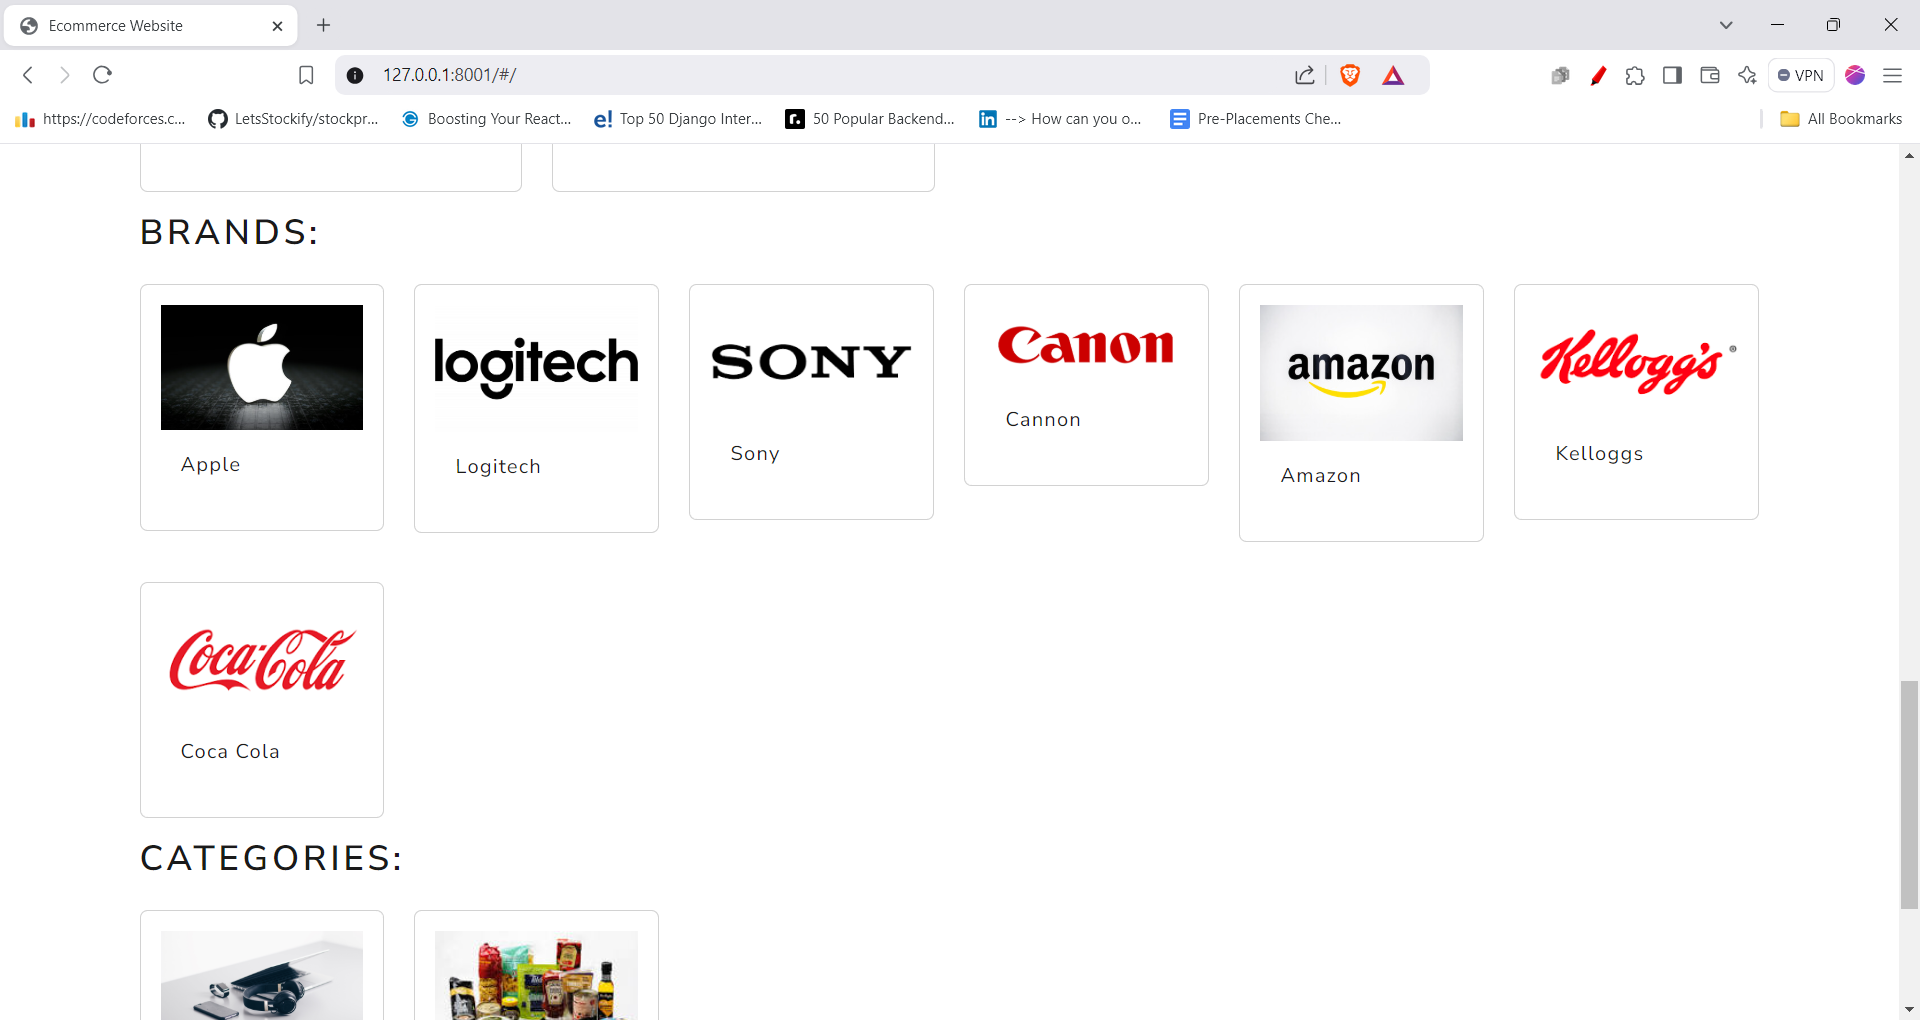 Ecommerce Website
127.0.0.1:8001/#/
VPN
https://codeforces.c...
LetsStockify/stockpr...
Boosting Your React...
e! Top 50 Django Inter...
r. 50 Popular Backend...
in --> How can you o...
Pre-Placements Che...
All Bookmarks
BRANDS:
logitech
SONY
Canon
amazon
Kellogg's ®
Apple
Logitech
Sony
Cannon
Amazon
Kelloggs
Coca-Cola
Coca Cola
CATEGORIES: